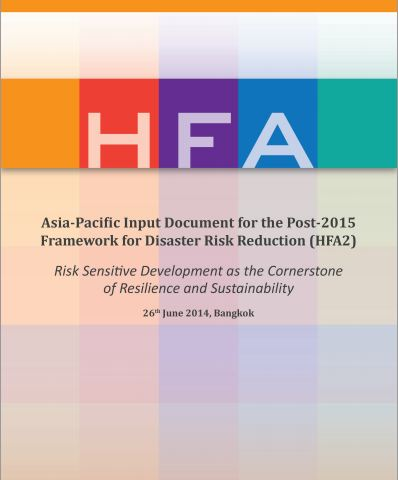 HFA
Asia-Pacific Input Document for the Post-2015
Framework for Disaster Risk Reduction (HFA2)
Risk Sensitive Development as the Cornerstone
of Resilience and Sustainability
26th June 2014, Bangkok